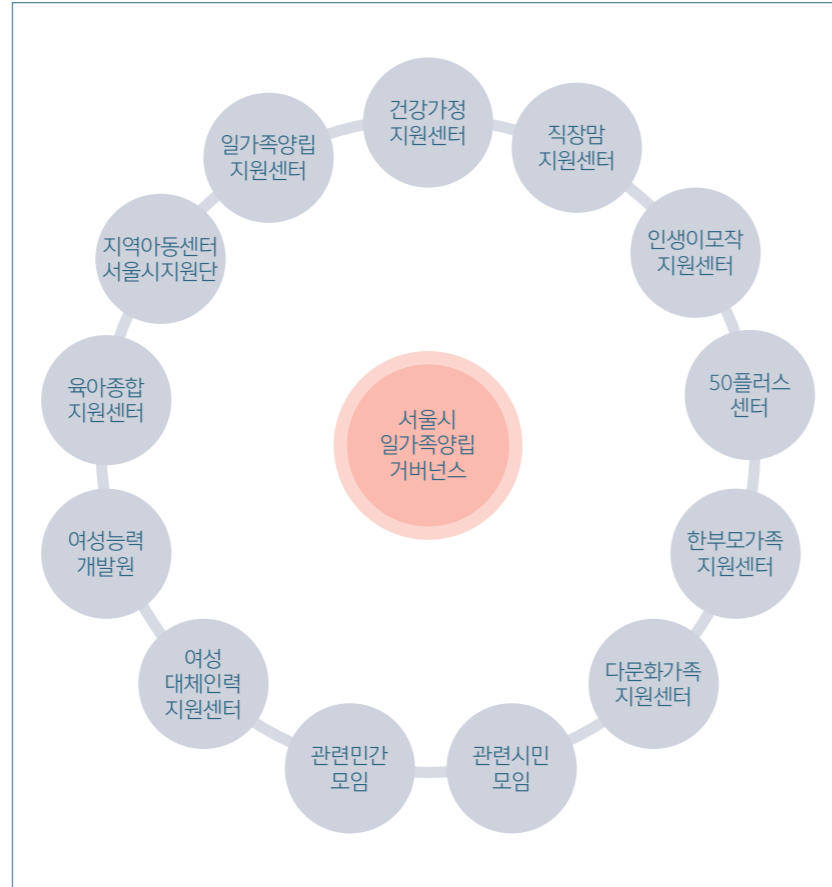 건강가정
지원센터
직장맘
지원센터
인생이모작
지원센터
50플러스
센터
한부모가족
지원센터
다문화가족
지원센터
관련시민
모임
관련민간
모임
여성
대체인력
지원센터
여성능력
개발원
육아종합
지원센터
지역아동센터
서울시지원단
일가족양립
지원센터
서울시
일가족양립
거버넌스